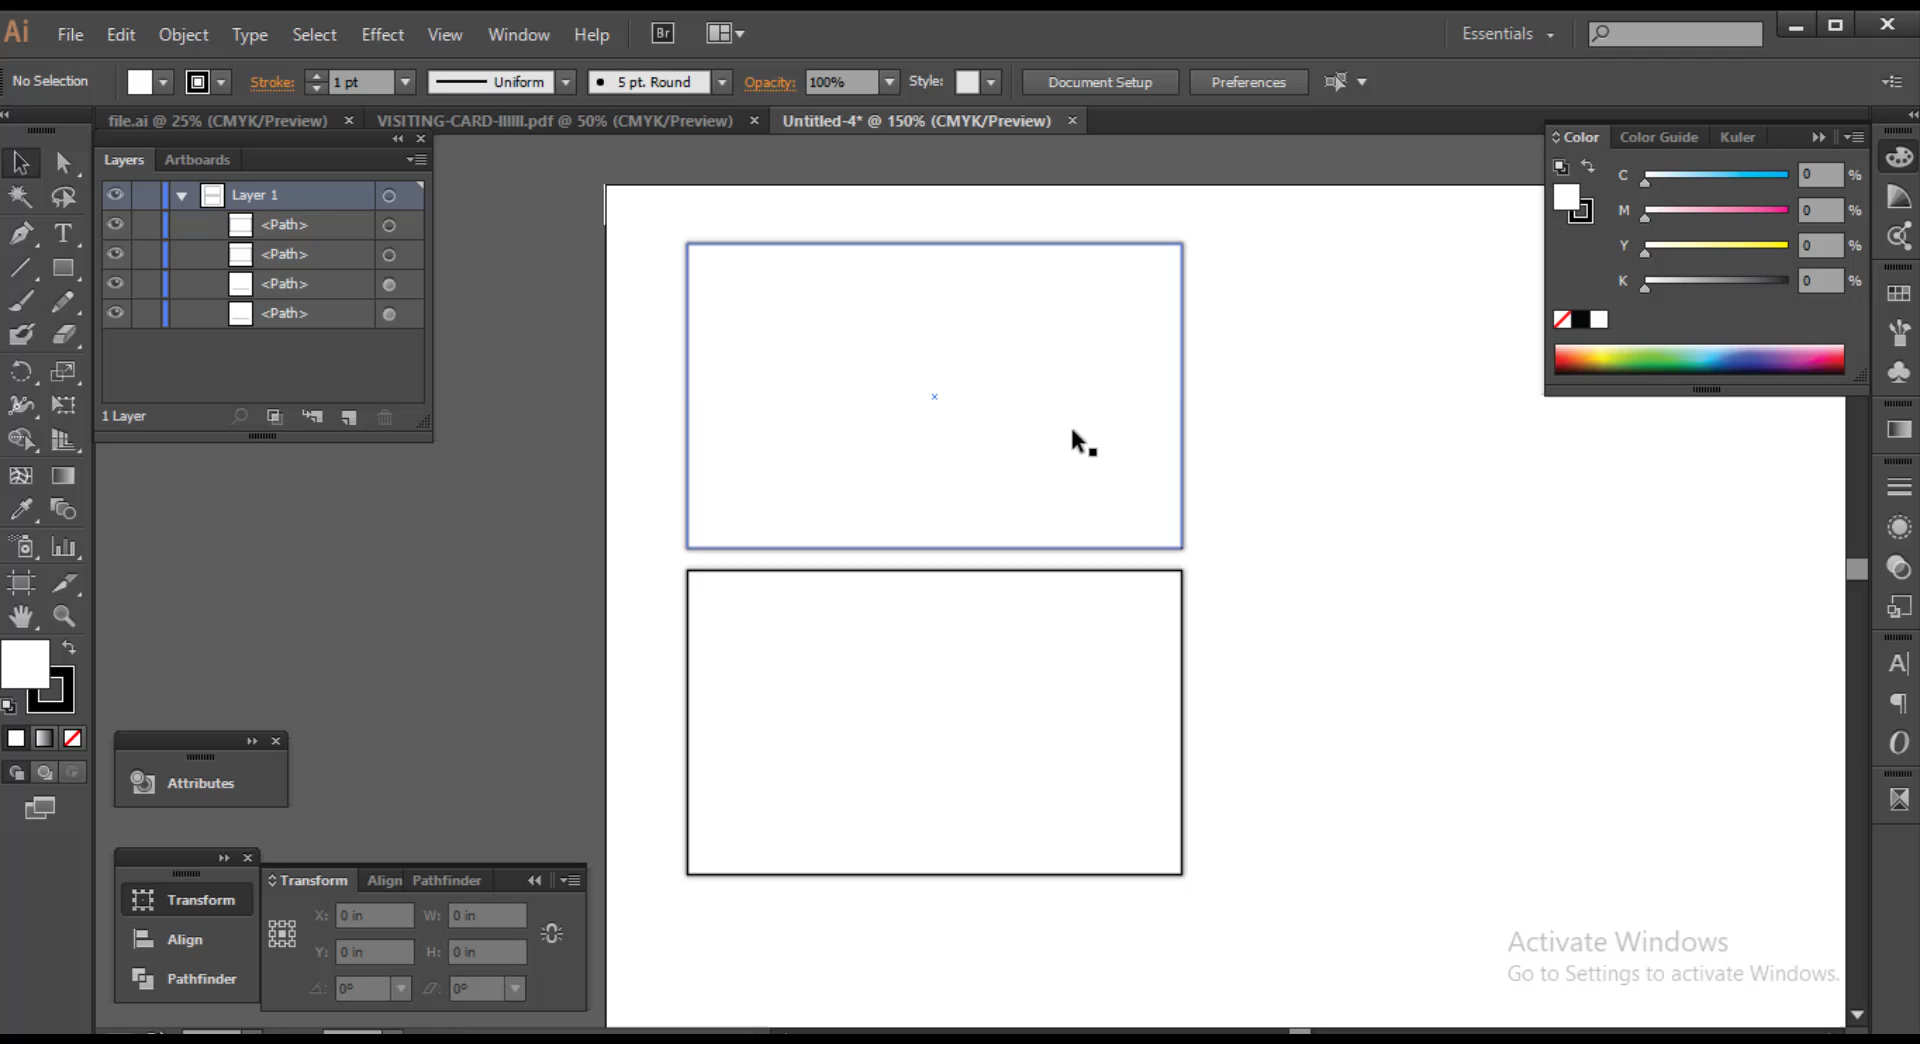 Ai File Edit Object Type Select Effect View Window Help Br Essentials
No Selection Stroke: 1 pt Uniform 5 pt. Round Opacity: 100% Style: Document Setup Preferences
file.ai @ 25% (CMYK/Preview) VISITING-CARD-IIIIII.pdf @ 50% (CMYK/Preview) Untitled-4* @ 150% (CMYK/Preview)
Layers Artboards
Layer 1
<Path>
<Path>
<Path>
<Path>
1 Layer
Color Color Guide Kuler
C 0 %
M 0 %
Y 0 %
K 0 %
Attributes
Transform
Align
Pathfinder
Transform Align Pathfinder
X: 0 in W: 0 in
Y: 0 in H: 0 in
0° 0°
Activate Windows
Go to Settings to activate Windows.